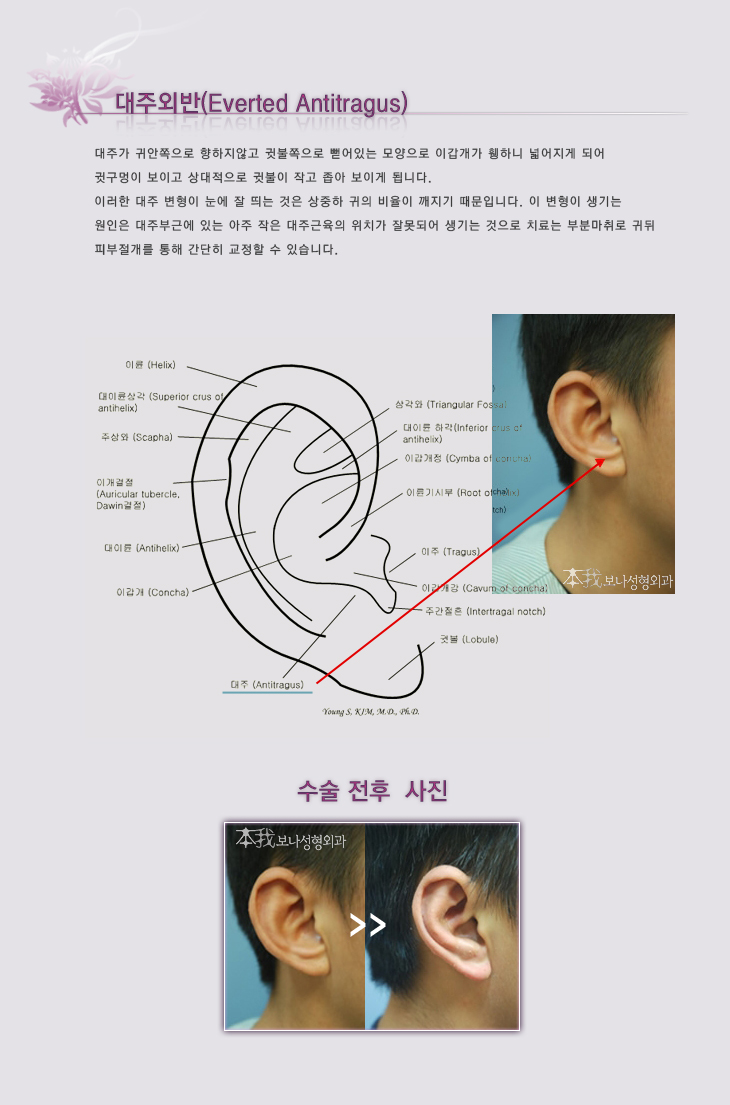 대주외반(Everted Antitragus)
대주가 귀안쪽으로 향하지않고 귓불쪽으로 뻗어있는 모양으로 이갑개가 휑하니 넓어지게 되어
귓구멍이 보이고 상대적으로 귓불이 작고 좁아 보이게 됩니다.
이러한 대주 변형이 눈에 잘 띄는 것은 상중하 귀의 비율이 깨지기 때문입니다. 이 변형이 생기는
원인은 대주부근에 있는 아주 작은 대주근육의 위치가 잘못되어 생기는 것으로 치료는 부분마취로 귀뒤
피부절개를 통해 간단히 교정할 수 있습니다.
이륜 (Helix)
대이륜상각 (Superior crus of
antihelix)
주상와 (Scapha)
이개결절
(Auricular tubercle,
Dawin결절)
대이륜 (Antihelix)
이갑개 (Concha)
대주 (Antitragus)
삼각와 (Triangular Fossa)
대이륜 하각(Inferior crus of
antihelix)
이갑개정 (Cymba of concha)
이륜기시부 (Root of
이주 (Tragus)
이갑개강 (Cavum of concha)
주간절흔 (Intertragal notch)
귓볼 (Lobule)
Young S, KIM, M.D., Ph.D.
本我 보나성형외과
수술 전후 사진
本我 보나성형외과
>>